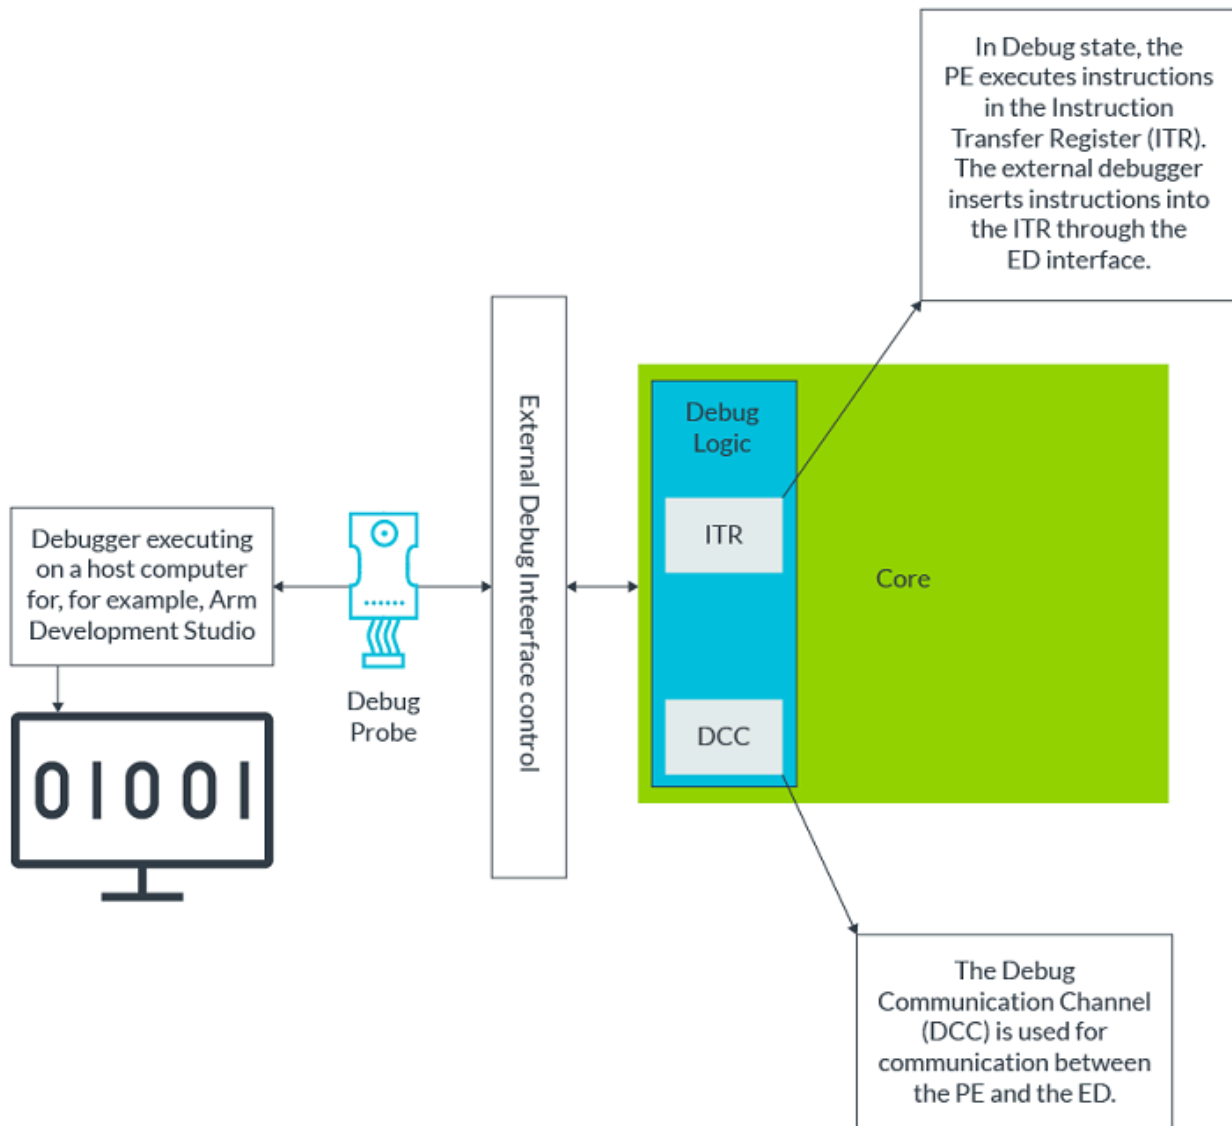 In Debug state, the
PE executes instructions
in the Instruction
Transfer Register (ITR).
The external debugger
inserts instructions into
the ITR through the
ED interface.
External Debug Inteerface control
Debug
Logic
ITR
Core
DCC
Debugger executing
on a host computer
for, for example, Arm
Development Studio
Debug
Probe
01001
The Debug
Communication Channel
(DCC) is used for
communication between
the PE and the ED.